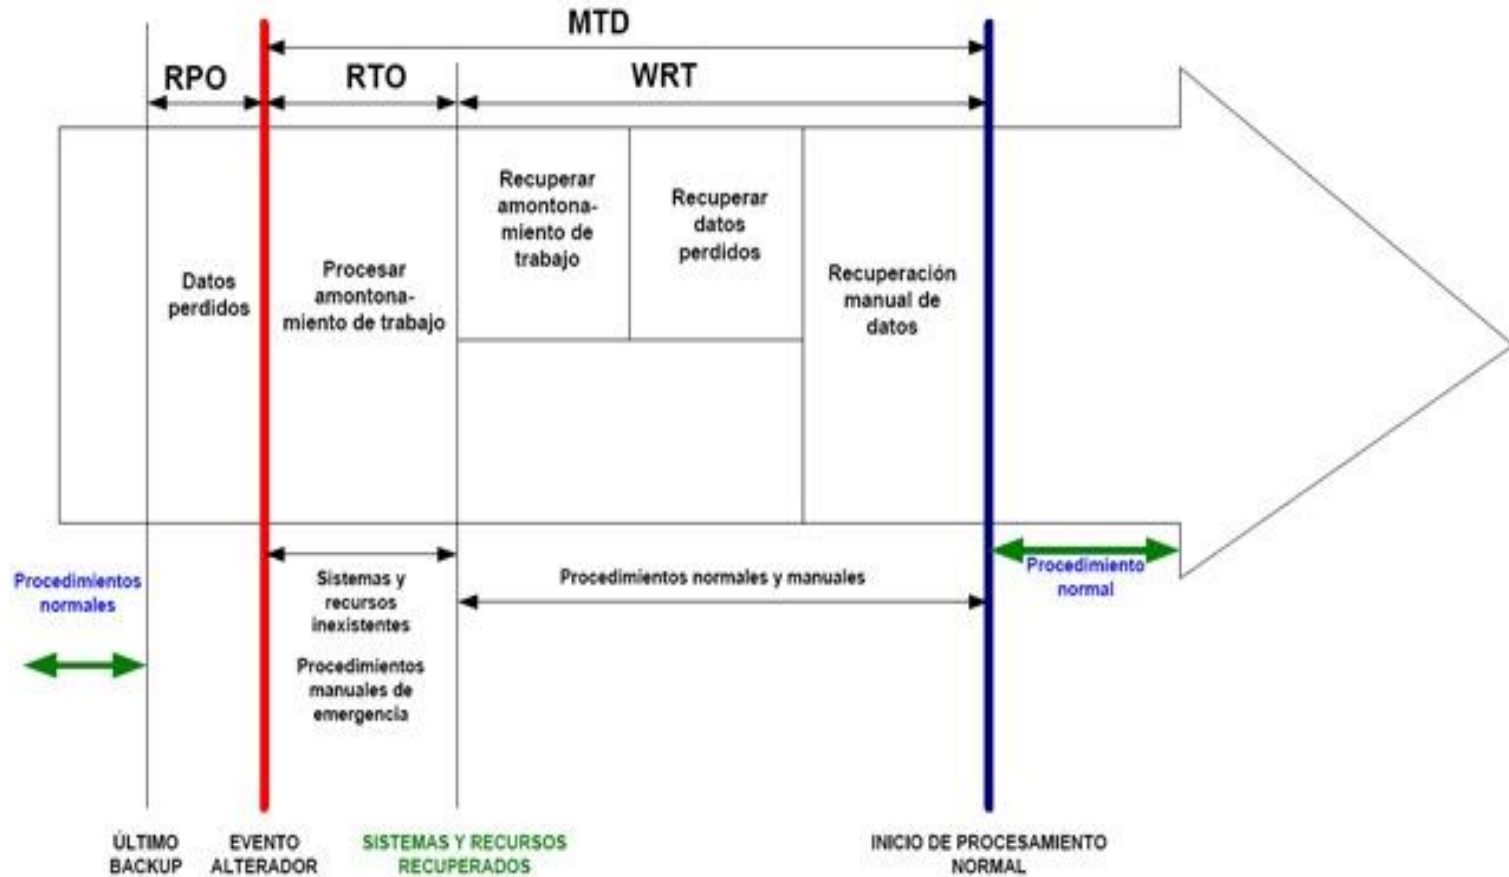 MTD
RPO
RTO
WRT
Datos
perdidos
Procesar
amontona-
miento de trabajo
Recuperar
amontona-
miento de
trabajo
Recuperar
datos
perdidos
Recuperación
manual de
datos
Procedimientos
normales
Sistemas y
recursos
inexistentes
Procedimientos
manuales de
emergencia
Procedimientos normales y manuales
Procedimiento
normal
ÚLTIMO
BACKUP
EVENTO
ALTERADOR
SISTEMAS Y RECURSOS
RECUPERADOS
INICIO DE PROCESAMIENTO
NORMAL